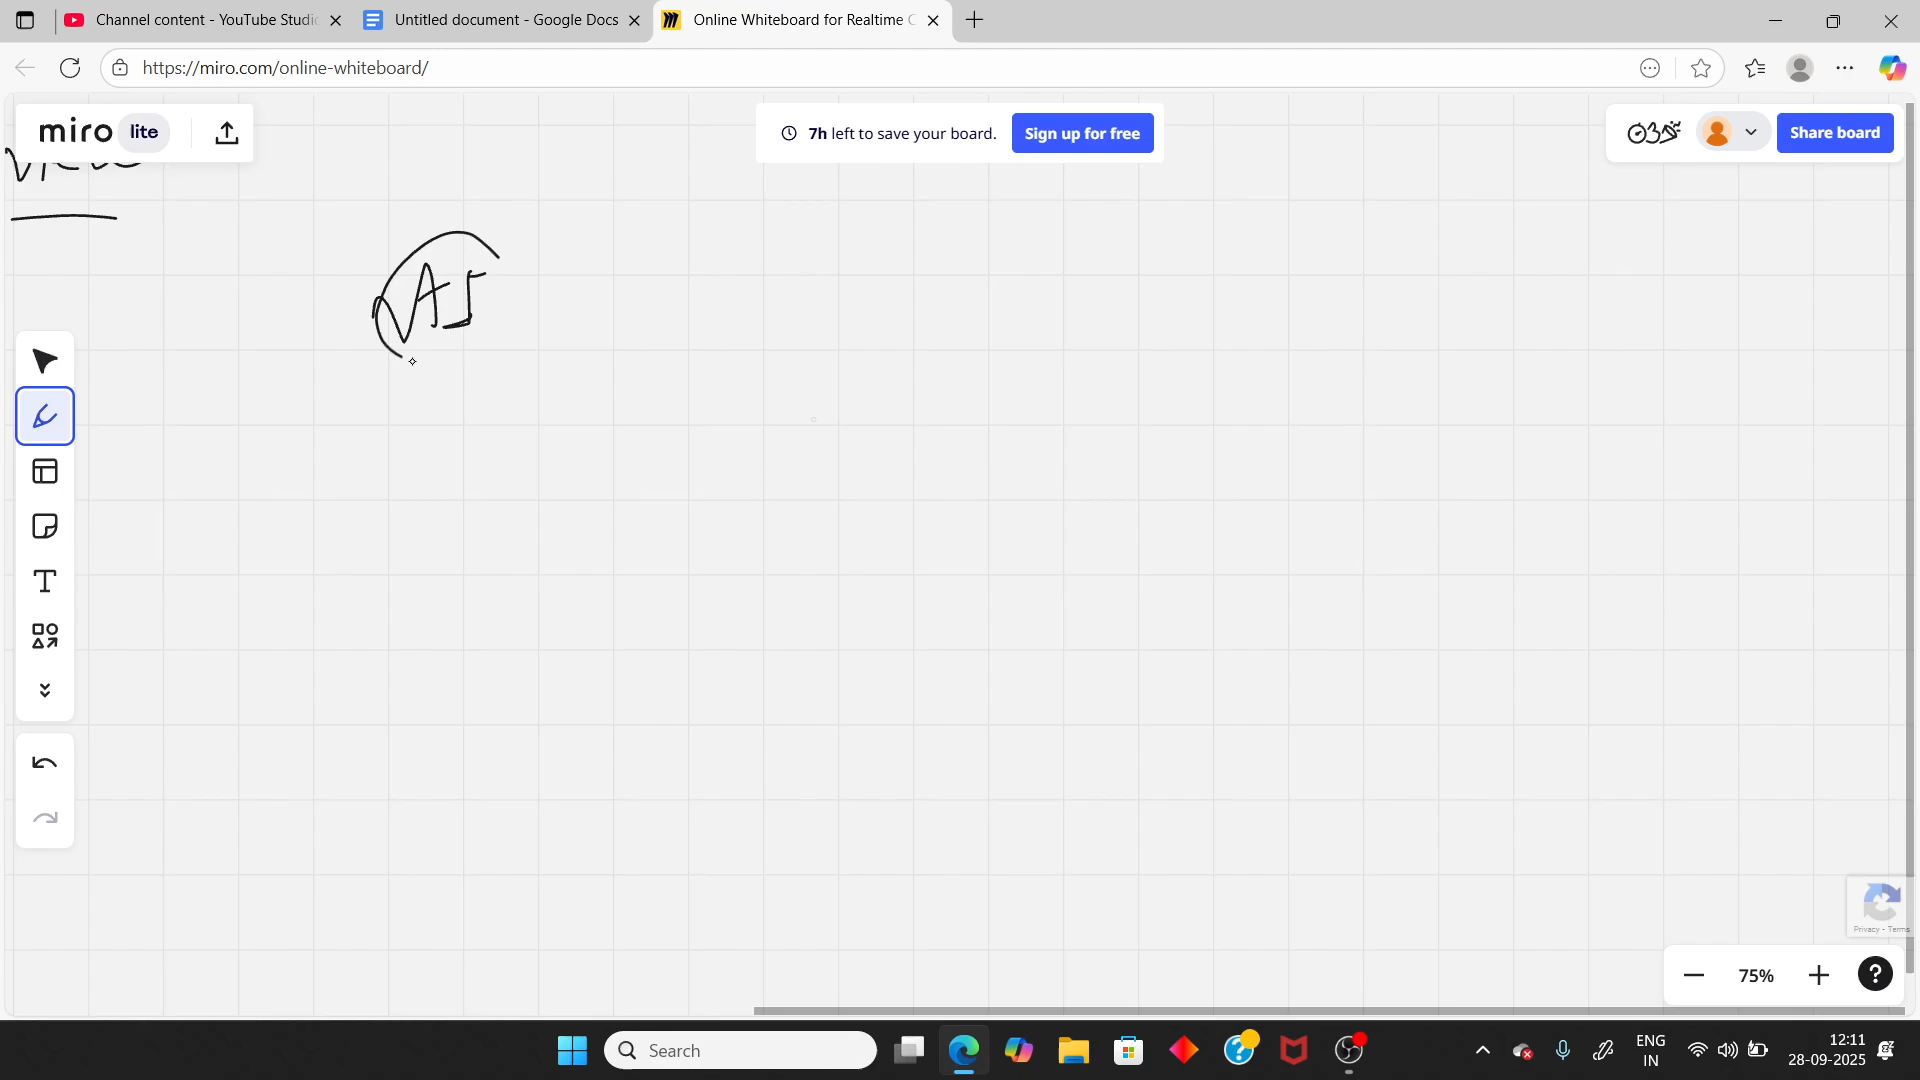 Channel content - YouTube Studio
Untitled document - Google Docs
Online Whiteboard for Realtime C
https://miro.com/online-whiteboard/
miro lite
7h left to save your board.
Sign up for free
Share board
Privacy - Terms
75%
Search
ENG
IN
12:11
28-09-2025